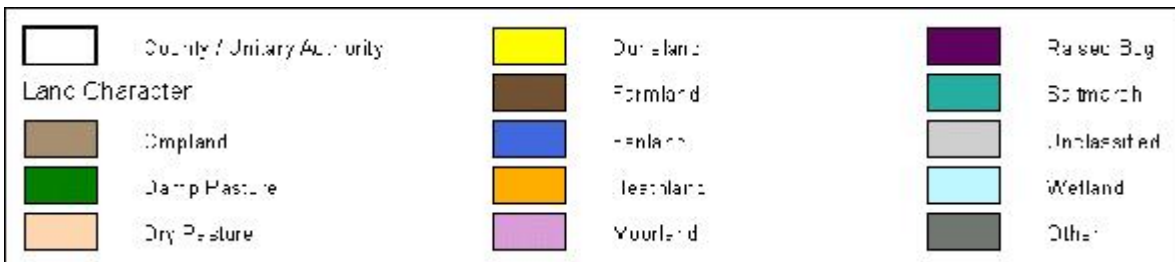 County / Unitary Authority
Land Character
Cropland
Damp Pasture
Dry Pasture
Duneland
Farmland
Fenland
Heathland
Moorland
Raised Bog
Saltmarsh
Unclassified
Wetland
Other